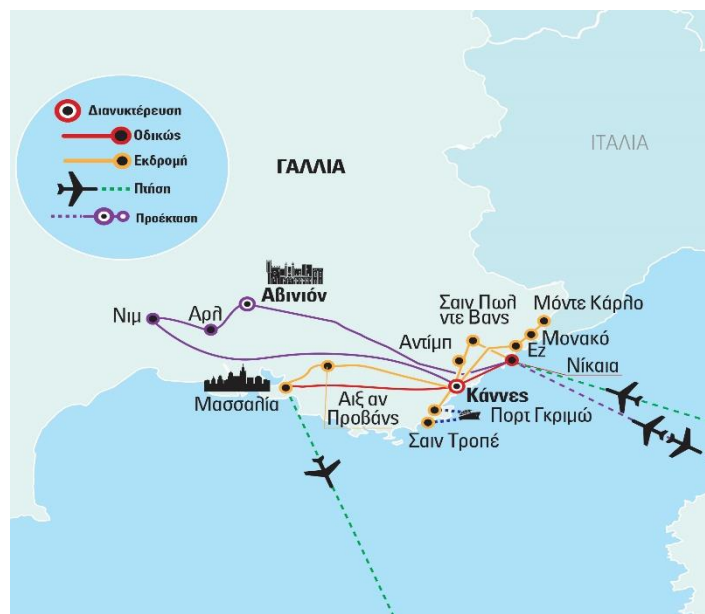 Διανυκτέρευση
Οδικώς
Εκδρομή
Πτήση
Προέκταση
ΓΑΛΛΙΑ
ΙΤΑΛΙΑ
Αβινιόν
Νιμ
Αρλ
Σαιν Πωλ
ντε Βανς
Μόντε Κάρλο
Αντίμπ
Μονακό
Εζ
Νίκαια
Μασσαλία
Αιξ αν
Προβάνς
Κάννες
Πορτ Γκριμώ
Σαιν Τροπέ